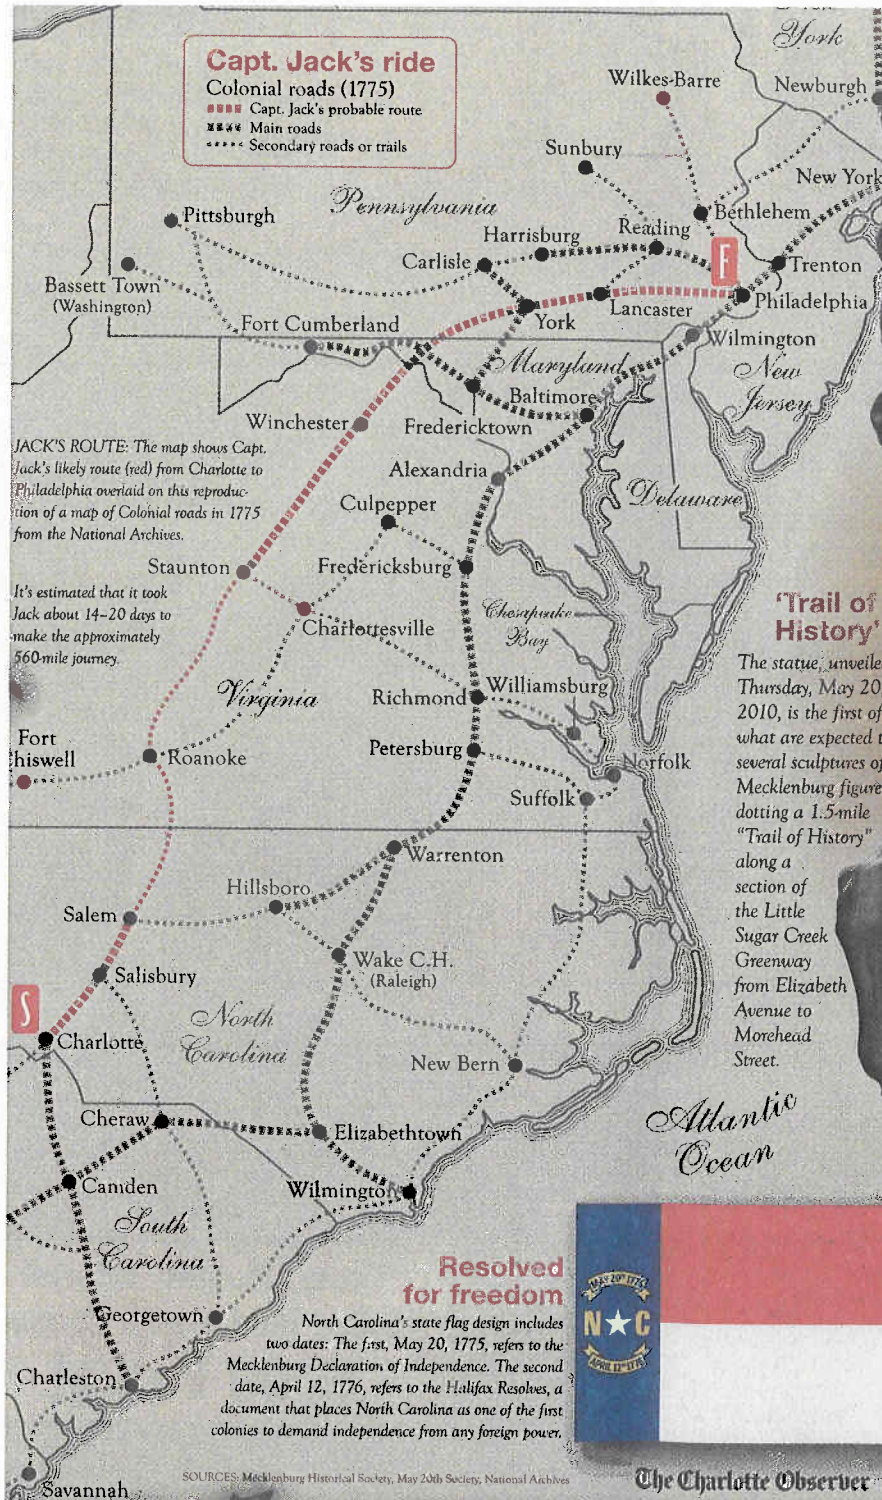 Capt. Jack's ride
Colonial roads (1775)
Capt. Jack's probable route
Main roads
Secondary roads or trails
York
Wilkes-Barre
Newburgh
Sunbury
New York
Pennsylvania
Pittsburgh
Bethlehem
Reading
Harrisburg
F
Carlisle
Trenton
Bassett Town
(Washington)
Lancaster
Philadelphia
York
Fort Cumberland
Wilmington
Maryland
New
Jersey
Baltimore
Winchester
Fredericktown
JACK'S ROUTE: The map shows Capt.
Jack's likely route (red) from Charlotte to
Philadelphia overlaid on this reproduc-
tion of a map of Colonial roads in 1775
from the National Archives.
Alexandria
Delaware
Culpepper
Staunton
Fredericksburg
It's estimated that it took
Jack about 14–20 days to
make the approximately
560-mile journey.
Chesapeake
Bay
Charlottesville
'Trail of
History'
The statue, unveile
Thursday, May 20
2010, is the first of
what are expected t
several sculptures of
Mecklenburg figure
dotting a 1.5-mile
"Trail of History"
along a
section of
the Little
Sugar Creek
Greenway
from Elizabeth
Avenue to
Morehead
Street.
Virginia
Richmond
Williamsburg
Fort
hiswell
Roanoke
Petersburg
Norfolk
Suffolk
Warrenton
Hillsboro
Salem
Wake C.H.
(Raleigh)
Salisbury
S
North
Carolina
Charlotte
New Bern
Cheraw
Elizabethtown
Atlantic
Ocean
Camden
Wilmington
South
Carolina
Georgetown
Charleston
Savannah
Resolved
for freedom
North Carolina's state flag design includes
two dates: The first, May 20, 1775, refers to the
Mecklenburg Declaration of Independence. The second
date, April 12, 1776, refers to the Halifax Resolves, a
document that places North Carolina as one of the first
colonies to demand independence from any foreign power.
MAY 20TH 1775
N C
APRIL 12TH 1776
SOURCES: Mecklenburg Historical Society, May 20th Society, National Archives
The Charlotte Observer